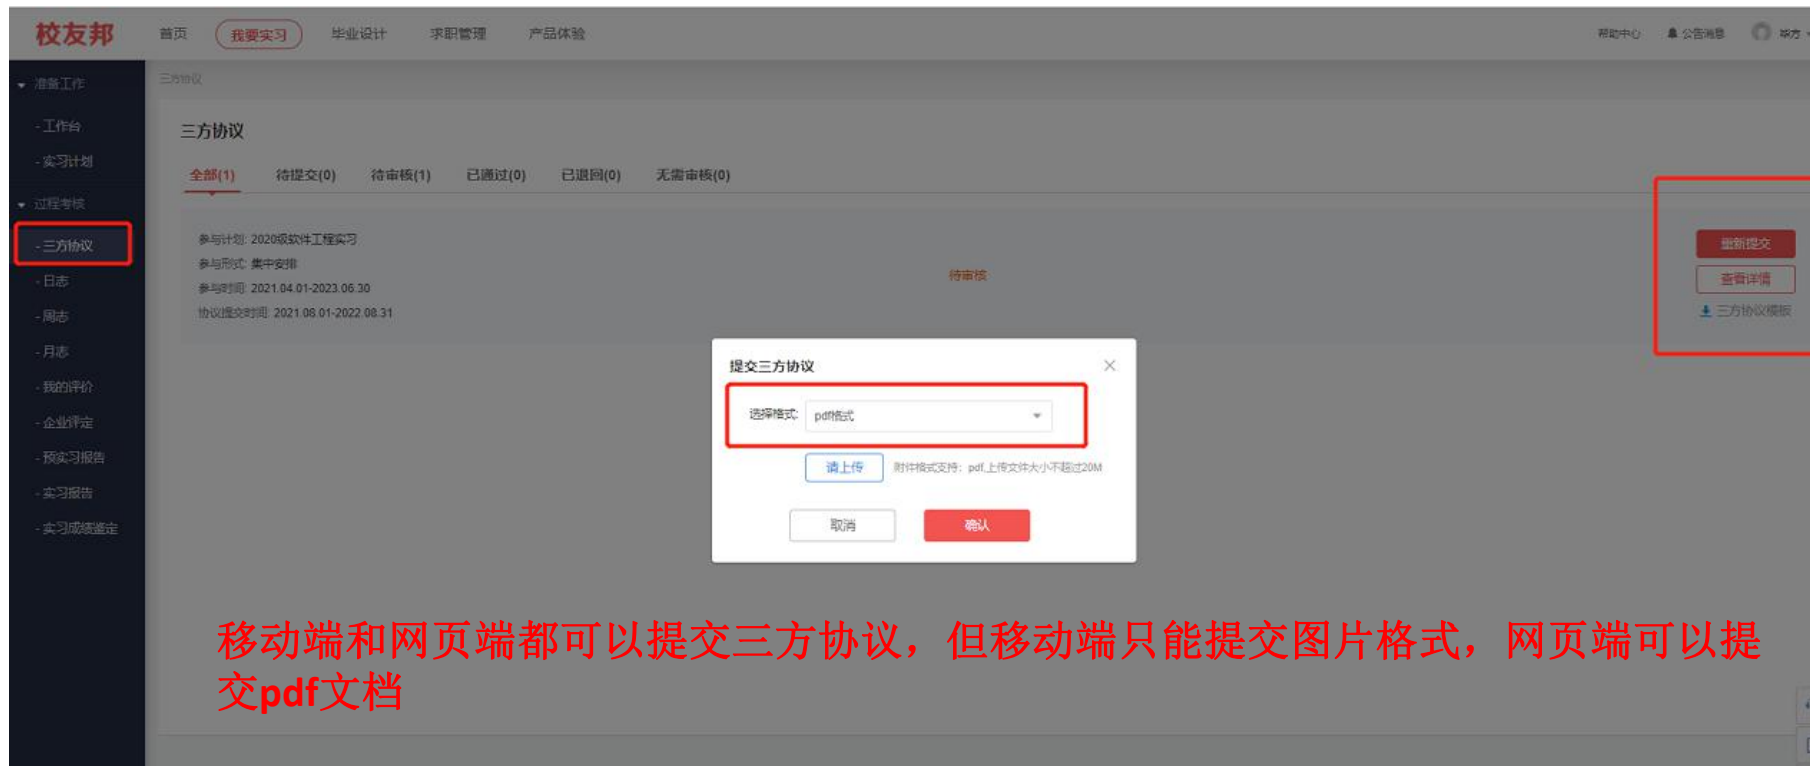 校友邦 首页 我要实习 毕业设计 求职管理 产品体验 帮助中心 公告消息
准备工作
- 工作台
- 实习计划
过程考核
- 三方协议
- 日志
- 周志
- 月志
- 我的评价
- 企业评定
- 预实习报告
- 实习报告
- 实习成绩鉴定
三方协议
三方协议
全部(1) 待提交(0) 待审核(1) 已通过(0) 已退回(0) 无需审核(0)
参与计划: 2020级软件工程实习
参与形式: 集中安排
参与时间: 2021.04.01-2023.06.30
协议提交时间: 2021.08.01-2022.08.31
待审核
重新提交
查看详情
三方协议模板
提交三方协议
选择格式: pdf格式
请上传 附件格式支持：pdf,上传文件大小不超过20M
取消 确认
移动端和网页端都可以提交三方协议，但移动端只能提交图片格式，网页端可以提
交pdf文档